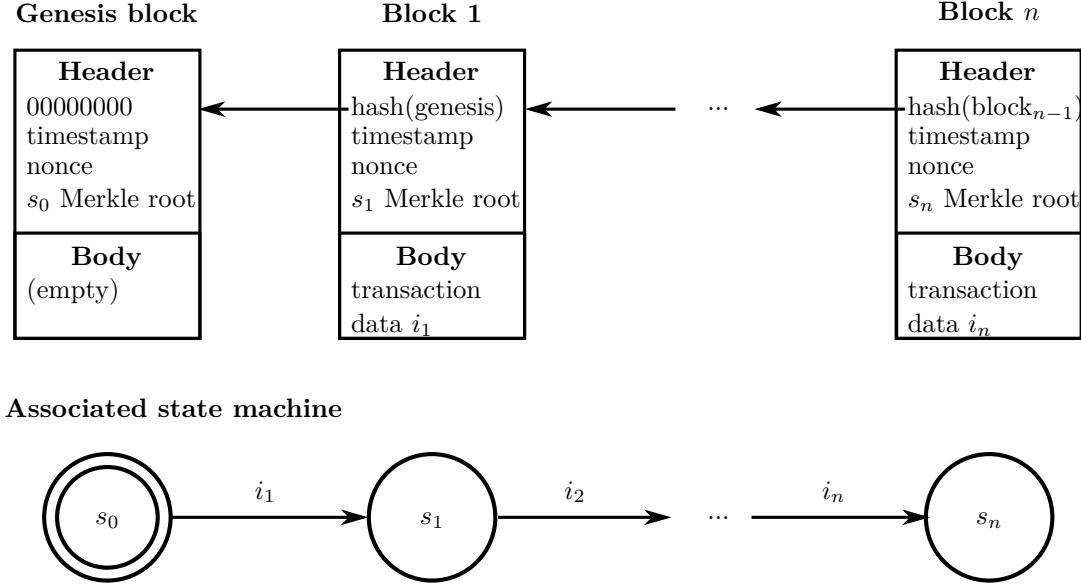 Genesis block
Header
00000000
timestamp
nonce
s₀ Merkle root
Body
(empty)
Block 1
Header
hash(genesis)
timestamp
nonce
s₁ Merkle root
Body
transaction
data i₁
...
Block n
Header
hash(blockₙ₋₁)
timestamp
nonce
sₙ Merkle root
Body
transaction
data iₙ
Associated state machine
s₀
i₁
s₁
i₂
...
iₙ
sₙ